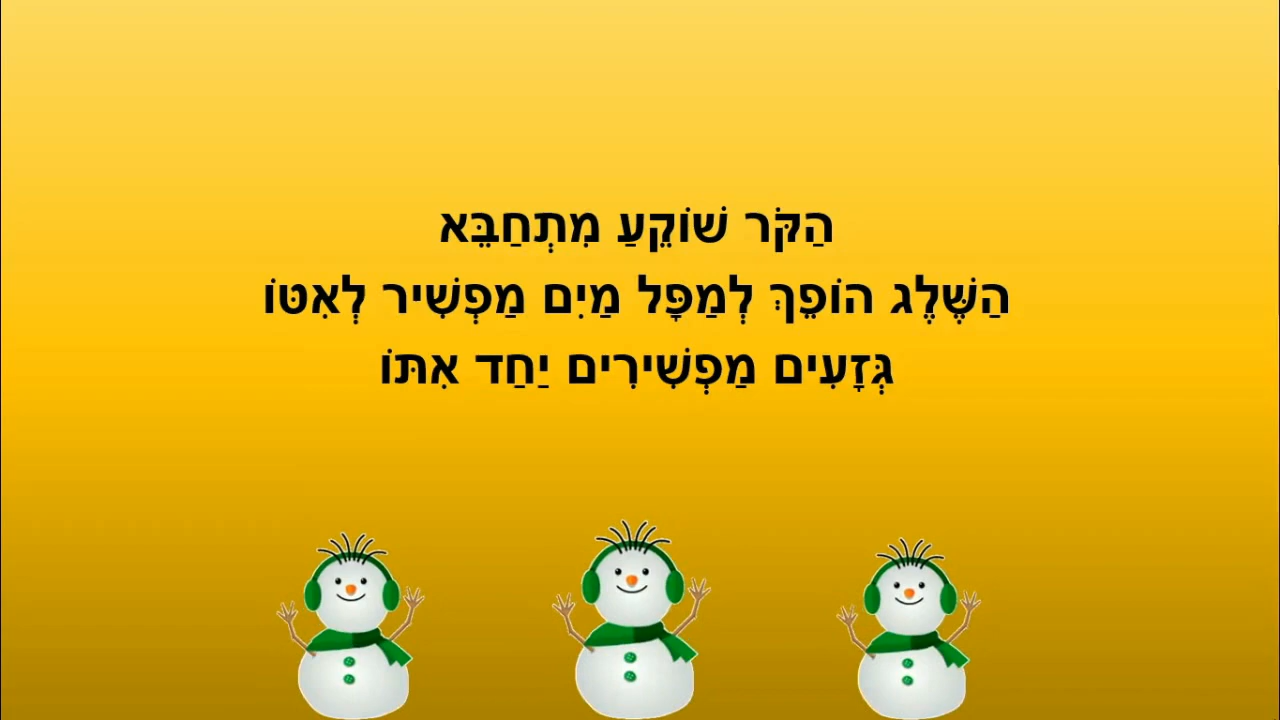 הַקֹּר שׁוֹקֵעַ מִתְחַבֵּא
הַשֶּׁלֶג הוֹפֵךְ לְמַפָּל מַיִם מַפְשִׁיר לְאִטּוֹ
גְּזָעִים מַפְשִׁירִים יַחַד אִתּוֹ